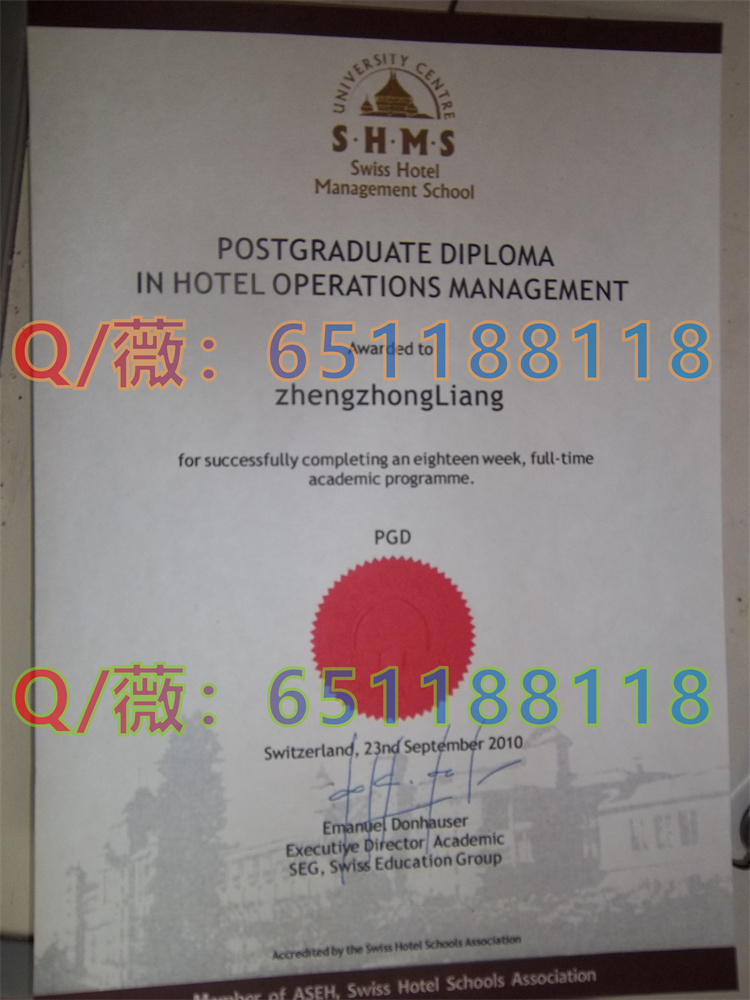 UNIVERSITY CENTRE
S·H·M·S
Swiss Hotel
Management School
POSTGRADUATE DIPLOMA
IN HOTEL OPERATIONS MANAGEMENT
Awarded to
Q/薇：651188118
zhengzhongLiang
for successfully completing an eighteen week, full-time
academic programme.
PGD
Q/薇：651188118
Switzerland, 23nd September 2010
Emanuel Donhauser
Executive Director Academic
SEG, Swiss Education Group
Accredited by the Swiss Hotel Schools Association
Member of ASEH, Swiss Hotel Schools Association